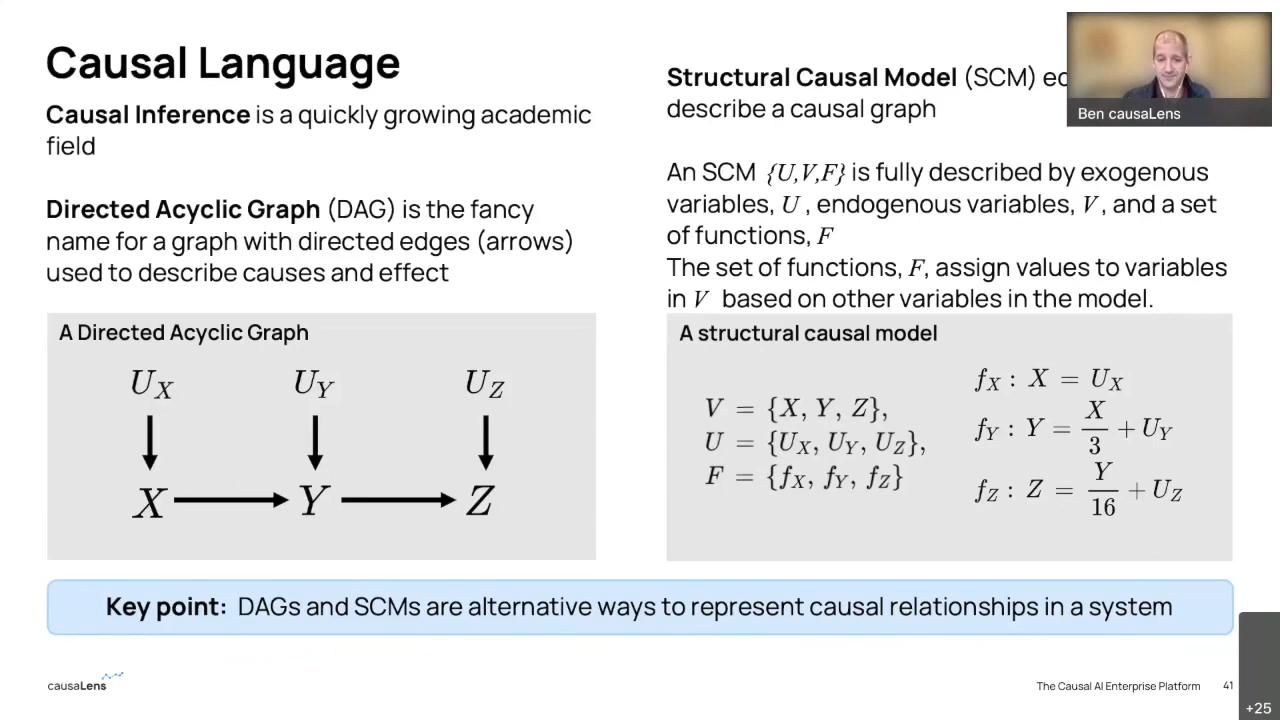 Causal Language
Causal Inference is a quickly growing academic
field
Directed Acyclic Graph (DAG) is the fancy
name for a graph with directed edges (arrows)
used to describe causes and effect
A Directed Acyclic Graph
U_X U_Y U_Z
X Y Z
Structural Causal Model (SCM)
describe a causal graph
An SCM {U,V,F} is fully described by exogenous
variables, U , endogenous variables, V, and a set
of functions, F
The set of functions, F, assign values to variables
in V based on other variables in the model.
A structural causal model
V = {X, Y, Z},
U = {U_X, U_Y, U_Z},
F = {f_X, f_Y, f_Z}
f_X : X = U_X
f_Y : Y = X/3 + U_Y
f_Z : Z = Y/16 + U_Z
Key point: DAGs and SCMs are alternative ways to represent causal relationships in a system
causaLens
The Causal AI Enterprise Platform 41
Ben causaLens
+25